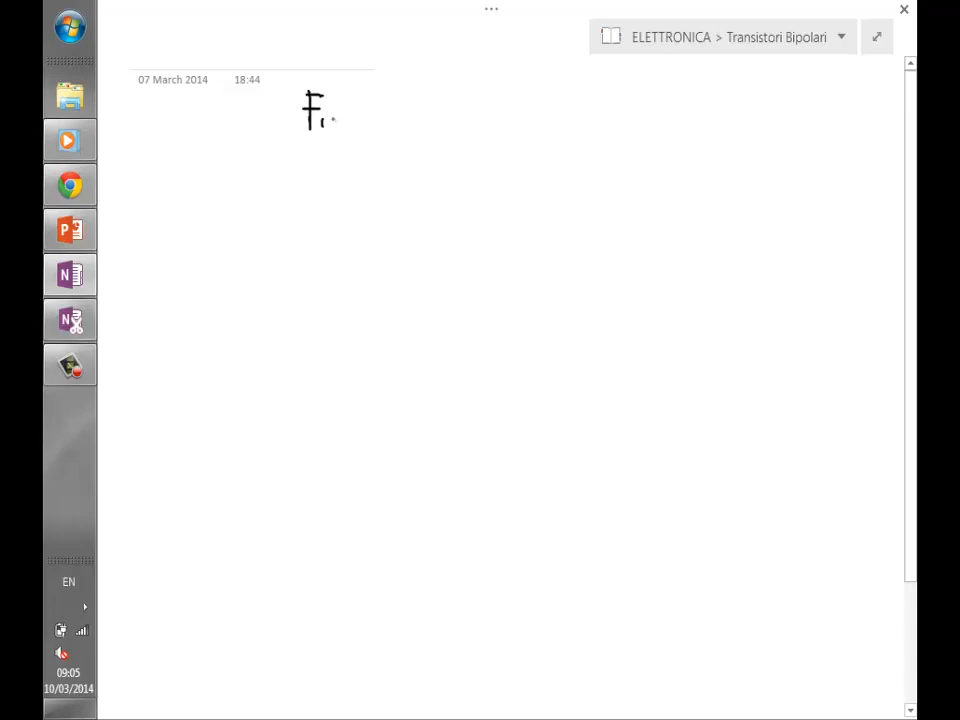 ELETTRONICA > Transistori Bipolari
07 March 2014 18:44
F
EN
09:05
10/03/2014